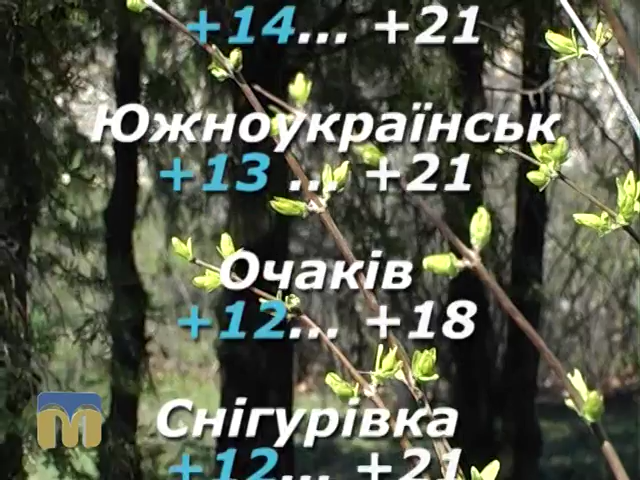 +14... +21
Южноукраїнськ
+13 ... +21
Очаків
+12... +18
Снігурівка
+12... +21